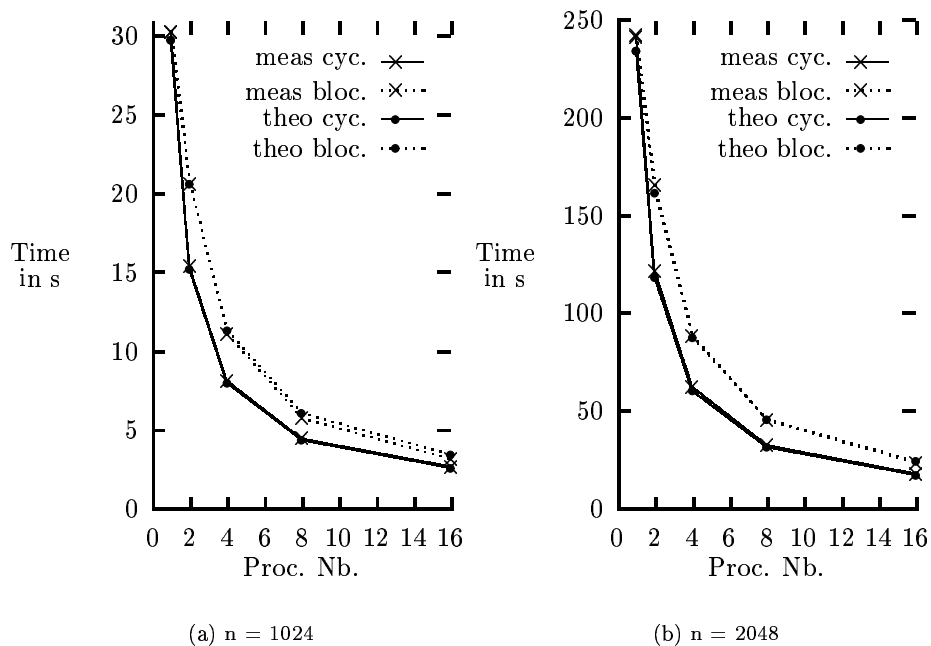 30
25
20
15
10
5
0
Time
in s
meas cyc.
meas bloc.
theo cyc.
theo bloc.
0 2 4 6 8 10 12 14 16
Proc. Nb.
(a) n = 1024
250
200
150
100
50
0
Time
in s
meas cyc.
meas bloc.
theo cyc.
theo bloc.
0 2 4 6 8 10 12 14 16
Proc. Nb.
(b) n = 2048